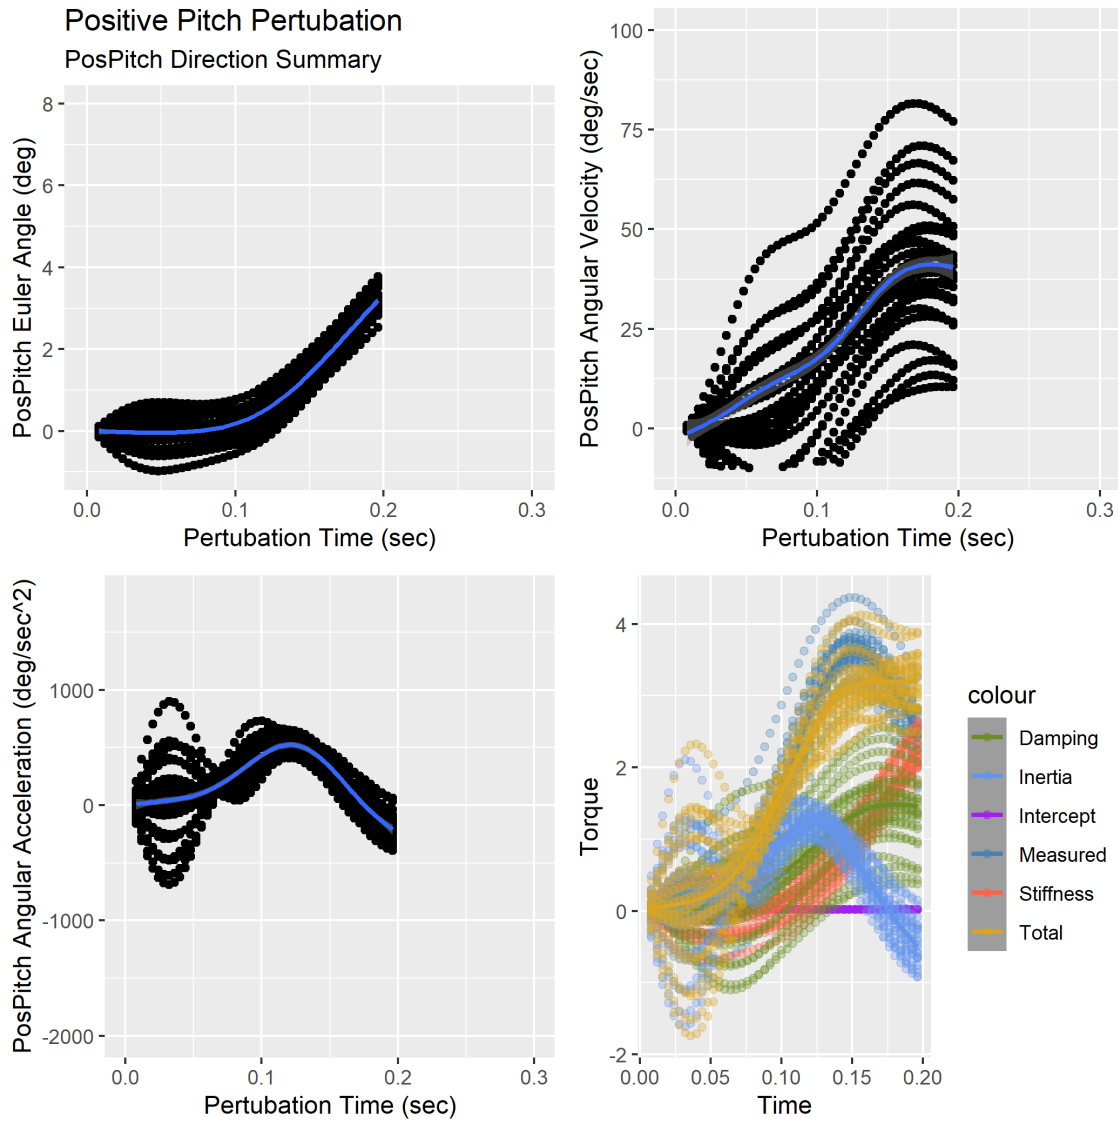 Positive Pitch Pertubation
PosPitch Direction Summary
PosPitch Euler Angle (deg)
8
6
4
2
0
0.0 0.1 0.2 0.3
Pertubation Time (sec)
PosPitch Angular Velocity (deg/sec)
100
75
50
25
0
0.0 0.1 0.2 0.3
Pertubation Time (sec)
PosPitch Angular Acceleration (deg/sec^2)
1000
0
-1000
-2000
0.0 0.1 0.2 0.3
Pertubation Time (sec)
Torque
4
2
0
-2
0.00 0.05 0.10 0.15 0.20
Time
colour
Damping
Inertia
Intercept
Measured
Stiffness
Total